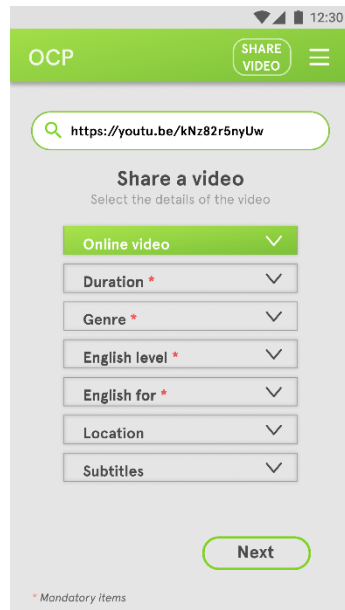 12:30
OCP
SHARE
VIDEO
https://youtu.be/kNz82r5nyUw
Share a video
Select the details of the video
Online video
Duration *
Genre *
English level *
English for *
Location
Subtitles
Next
* Mandatory items